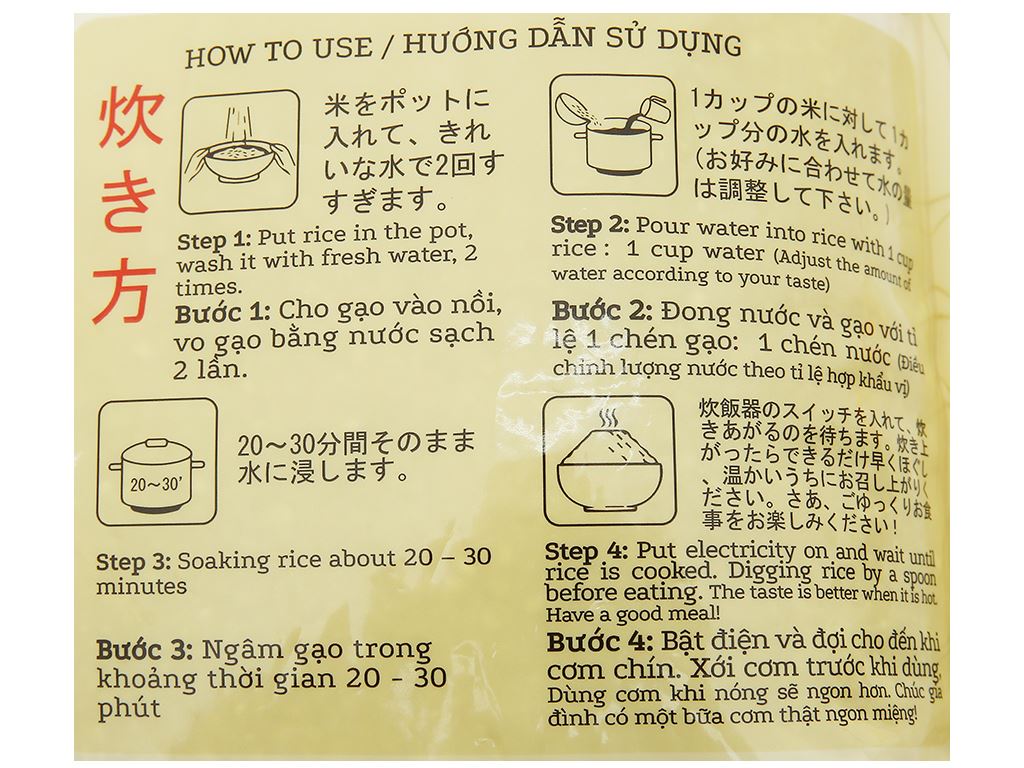 HOW TO USE / HƯỚNG DẪN SỬ DỤNG
炊き方
米をポットに
入れて、きれ
いな水で2回す
すぎます。
Step 1: Put rice in the pot,
wash it with fresh water, 2
times.
Bước 1: Cho gạo vào nồi,
vo gạo bằng nước sạch
2 lần.
1カップの米に対して1カ
ップ分の水を入れます。
(お好みに合わせて水の量
は調整して下さい。)
Step 2: Pour water into rice with 1 cup
rice : 1 cup water (Adjust the amount of
water according to your taste)
Bước 2: Đong nước và gạo với tỉ
lệ 1 chén gạo: 1 chén nước (Điều
chỉnh lượng nước theo tỉ lệ hợp khẩu vị)
20～30'
20～30分間そのまま
水に浸します。
Step 3: Soaking rice about 20 – 30
minutes
Bước 3: Ngâm gạo trong
khoảng thời gian 20 - 30
phút
炊飯器のスイッチを入れて、炊
きあがるのを待ちます。炊き上
がったらできるだけ早くほぐし
、温かいうちにお召し上がりく
ださい。さあ、ごゆっくりお食
事をお楽しみください!
Step 4: Put electricity on and wait until
rice is cooked. Digging rice by a spoon
before eating. The taste is better when it is hot.
Have a good meal!
Bước 4: Bật điện và đợi cho đến khi
cơm chín. Xới cơm trước khi dùng,
Dùng cơm khi nóng sẽ ngon hơn. Chúc gia
đình có một bữa cơm thật ngon miệng!